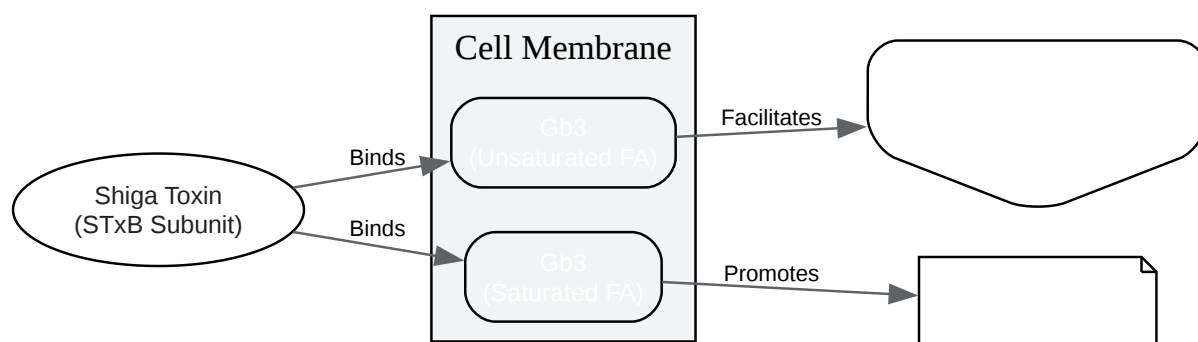 Cell Membrane
Gb3
(Unsaturated FA)
Facilitates
Binds
Shiga Toxin
(STxB Subunit)
Binds
Gb3
(Saturated FA)
Promotes